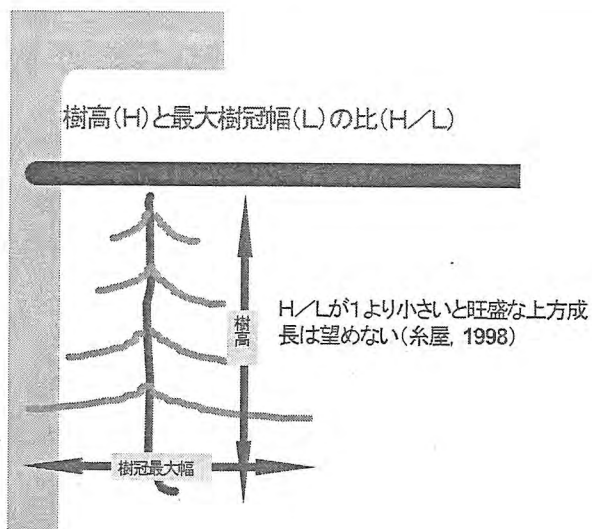 樹高(H)と最大樹冠幅(L)の比(H/L)
H/Lが1より小さいと旺盛な上方成
長は望めない(糸屋, 1998)
樹高
樹冠最大幅